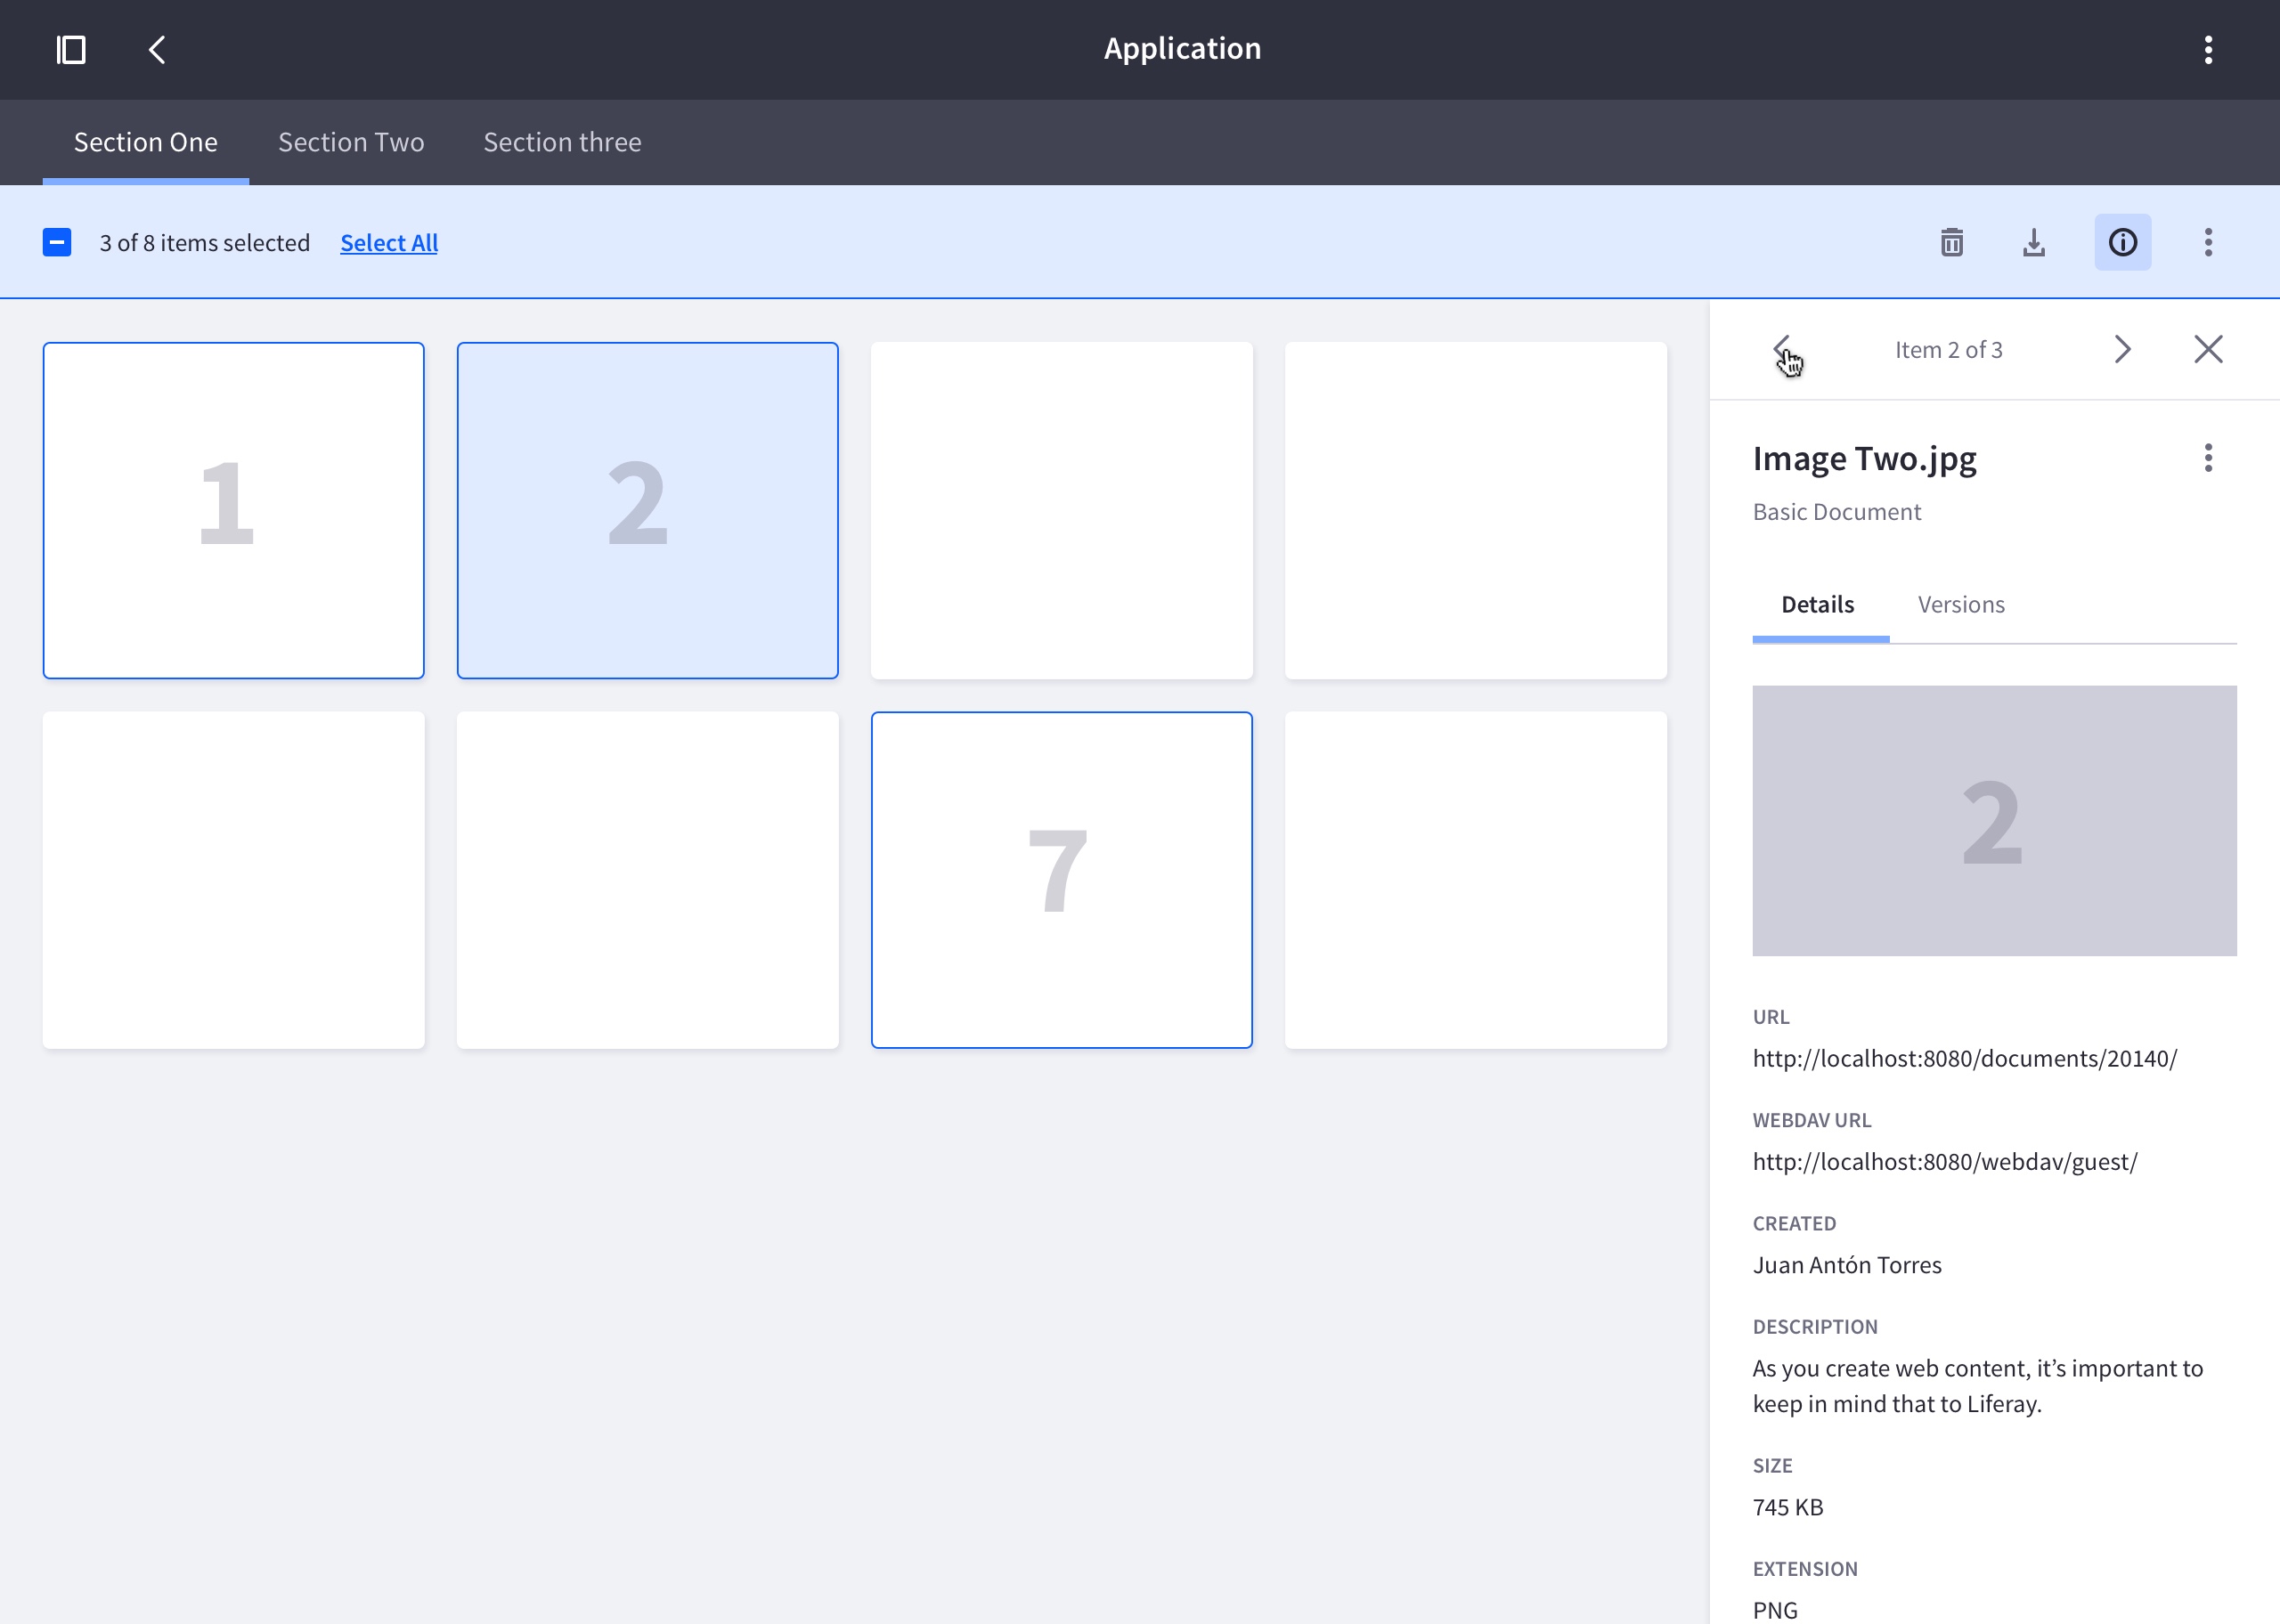 Application
Section One Section Two Section three
3 of 8 items selected Select All
Item 2 of 3
1
2
7
Image Two.jpg
Basic Document
Details Versions
2
URL
http://localhost:8080/documents/20140/
WEBDAV URL
http://localhost:8080/webdav/guest/
CREATED
Juan Antón Torres
DESCRIPTION
As you create web content, it’s important to
keep in mind that to Liferay.
SIZE
745 KB
EXTENSION
PNG